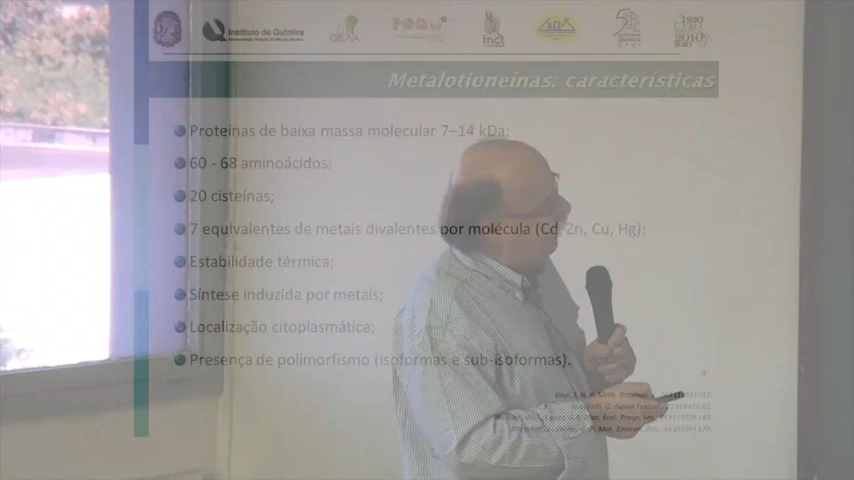 Instituto de Química
inct
Metalotioneínas: características
Proteínas de baixa massa molecular 7–14 kDa;
60 - 68 aminoácidos;
20 cisteínas;
7 equivalentes de metais divalentes por molécula (Cd, Zn, Cu, Hg);
Estabilidade térmica;
Síntese induzida por metais;
Localização citoplasmática;
Presença de polimorfismo (isoformas e sub-isoformas).